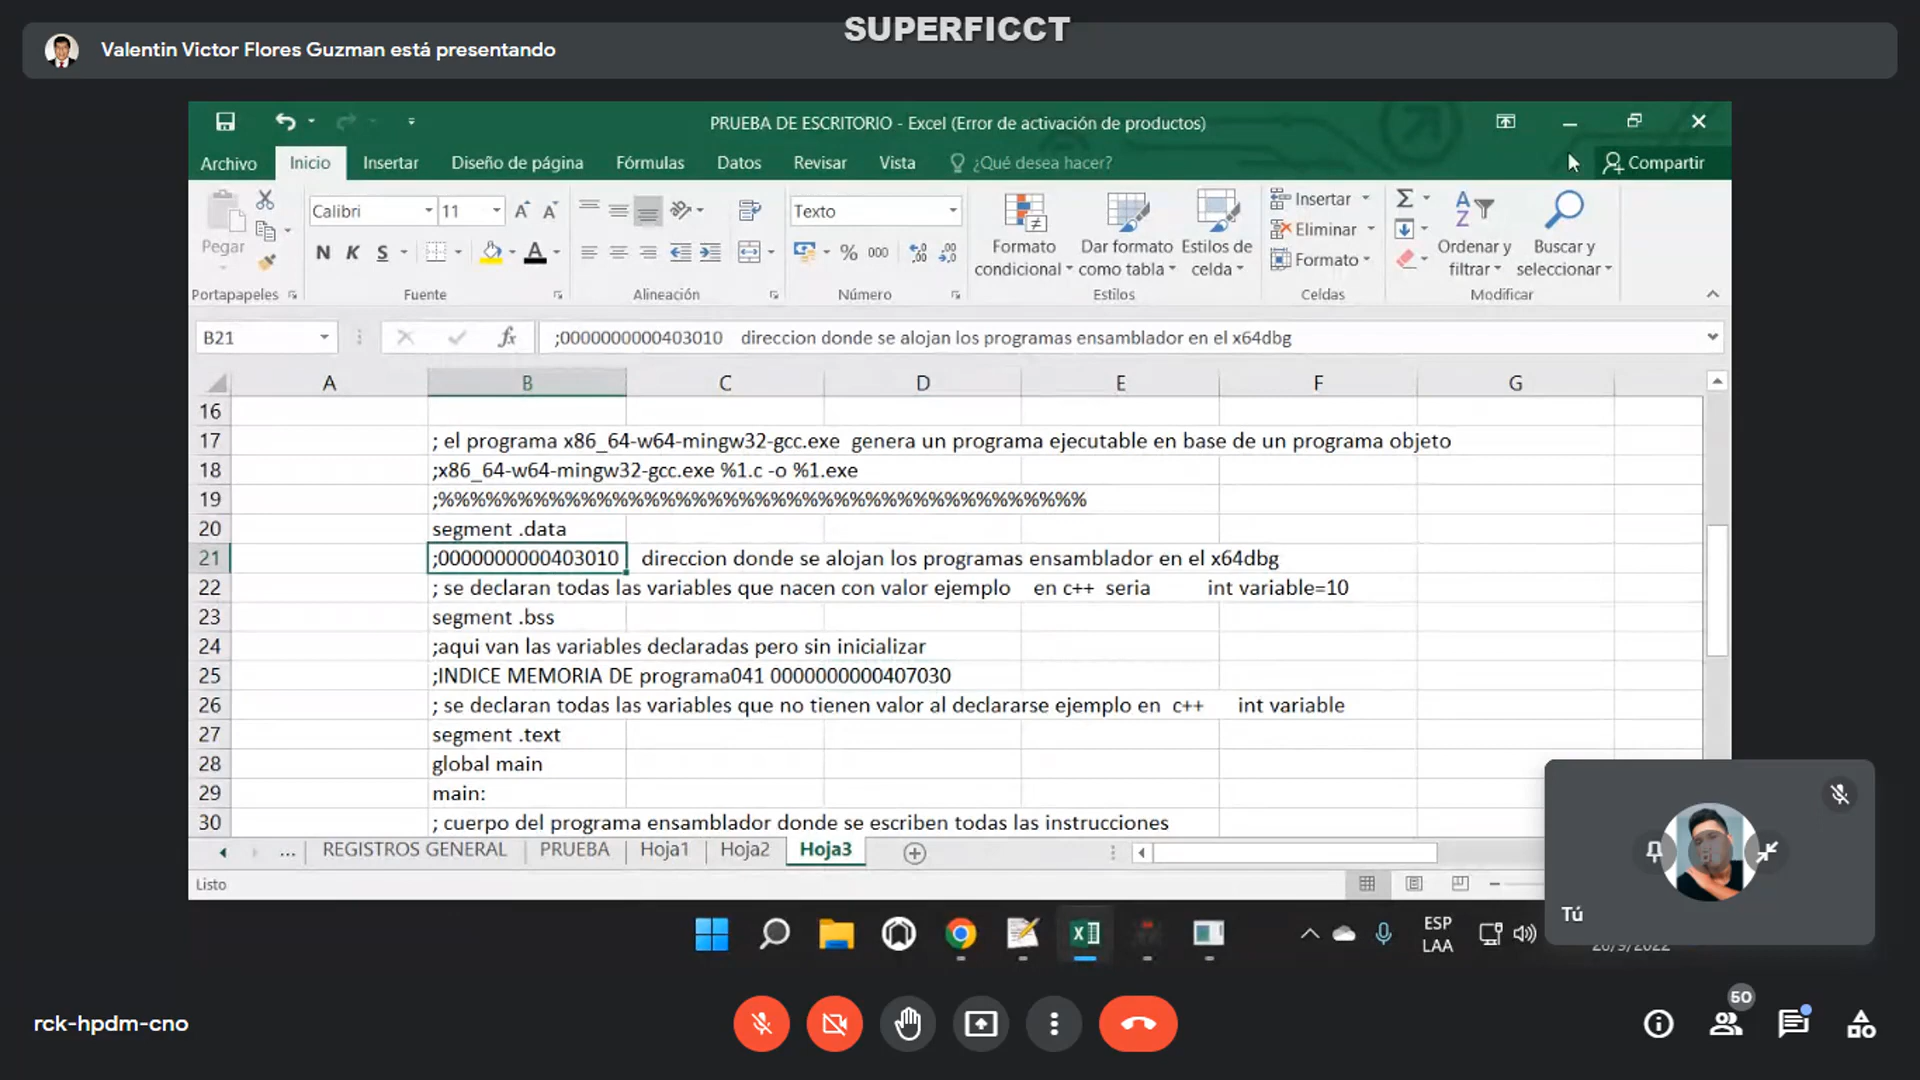 SUPERFICCT
Valentin Victor Flores Guzman está presentando
PRUEBA DE ESCRITORIO - Excel (Error de activación de productos)
Archivo Inicio Insertar Diseño de página Fórmulas Datos Revisar Vista ¿Qué desea hacer? Compartir
Pegar
Calibri 11
N K S
Texto
% 000
Formato condicional
Dar formato como tabla
Estilos de celda
Insertar
Eliminar
Formato
Ordenar y filtrar
Buscar y seleccionar
Portapapeles Fuente Alineación Número Estilos Celdas Modificar
B21 fx ;0000000000403010 direccion donde se alojan los programas ensamblador en el x64dbg
A B C D E F G
16
17 ; el programa x86_64-w64-mingw32-gcc.exe genera un programa ejecutable en base de un programa objeto
18 ;x86_64-w64-mingw32-gcc.exe %1.c -o %1.exe
19 ;%%%%%%%%%%%%%%%%%%%%%%%%%%%%%%%%%%%%%%%%%
20 segment .data
21 ;0000000000403010 direccion donde se alojan los programas ensamblador en el x64dbg
22 ; se declaran todas las variables que nacen con valor ejemplo en c++ seria int variable=10
23 segment .bss
24 ;aqui van las variables declaradas pero sin inicializar
25 ;INDICE MEMORIA DE programa041 0000000000407030
26 ; se declaran todas las variables que no tienen valor al declararse ejemplo en c++ int variable
27 segment .text
28 global main
29 main:
30 ; cuerpo del programa ensamblador donde se escriben todas las instrucciones
... REGISTROS GENERAL PRUEBA Hoja1 Hoja2 Hoja3
Listo
Tú
ESP
LAA
rck-hpdm-cno
50